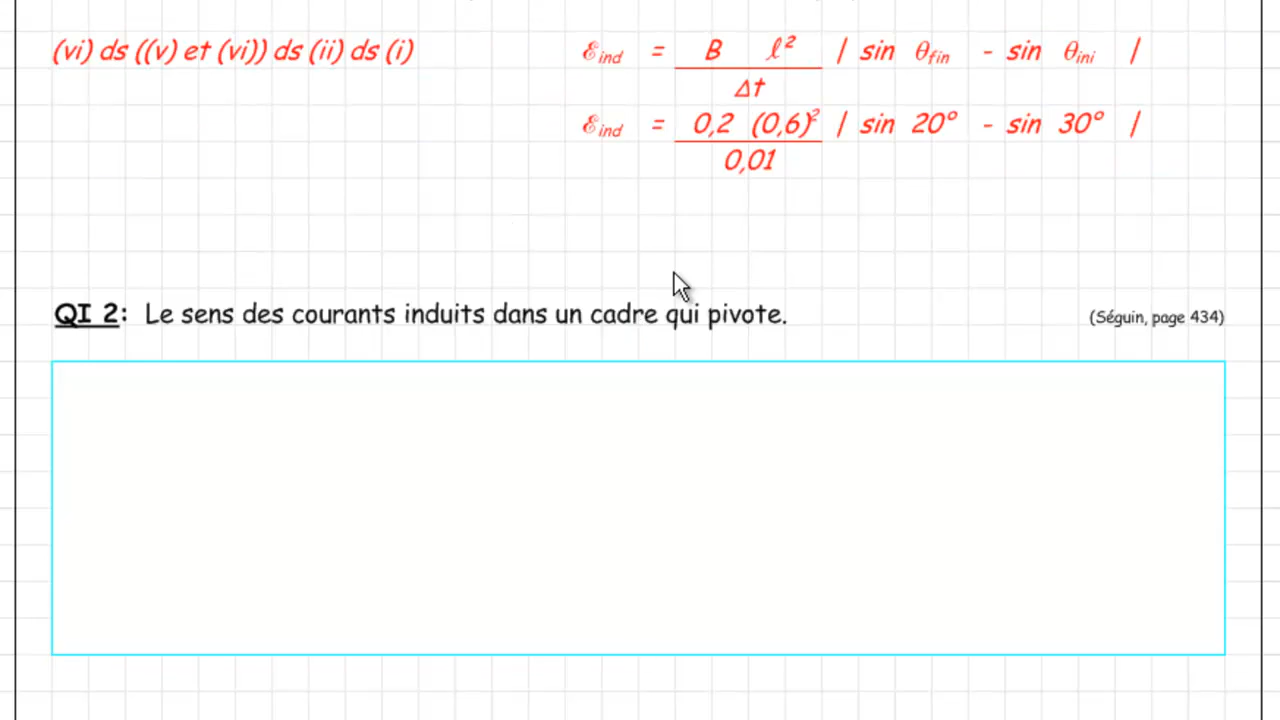 (vi) ds ((v) et (vi)) ds (ii) ds (i)
ℰind = B ℓ² | sin θfin - sin θini |
Δt
ℰind = 0,2 (0,6)² | sin 20° - sin 30° |
0,01
QI 2: Le sens des courants induits dans un cadre qui pivote. (Séguin, page 434)